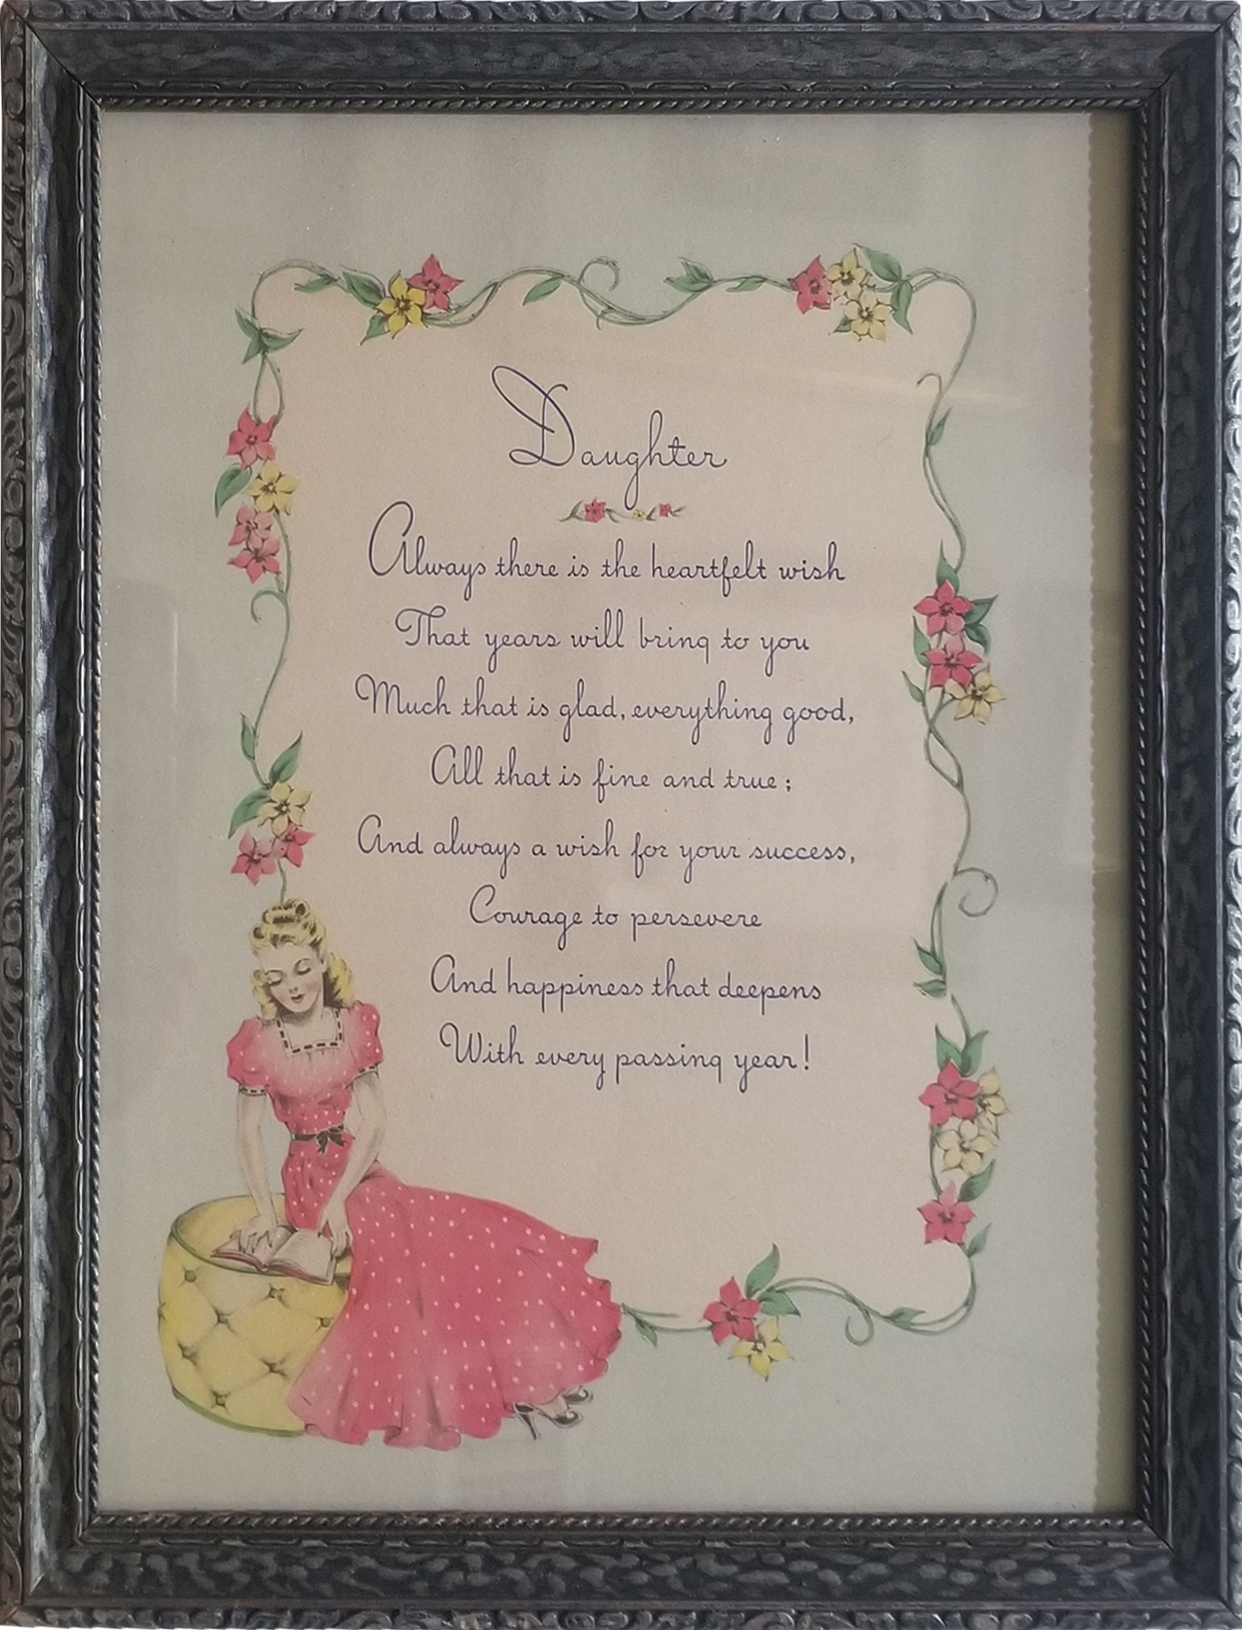 Daughter
Always there is the heartfelt wish
That years will bring to you
Much that is glad, everything good,
All that is fine and true;
And always a wish for your success,
Courage to persevere
And happiness that deepens
With every passing year!